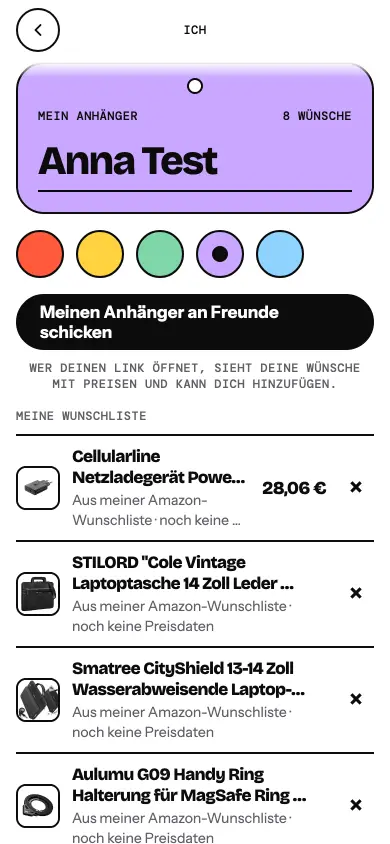 ICH
MEIN ANHÄNGER
8 WÜNSCHE
Anna Test
Meinen Anhänger an Freunde
schicken
WER DEINEN LINK ÖFFNET, SIEHT DEINE WÜNSCHE
MIT PREISEN UND KANN DICH HINZUFÜGEN.
MEINE WUNSCHLISTE
Cellularline
Netzladegerät Powe...
Aus meiner Amazon-
Wunschliste · noch keine ...
28,06 €
STILORD "Cole Vintage
Laptoptasche 14 Zoll Leder ...
Aus meiner Amazon-Wunschliste ·
noch keine Preisdaten
Smatree CityShield 13-14 Zoll
Wasserabweisende Laptop-...
Aus meiner Amazon-Wunschliste ·
noch keine Preisdaten
Aulumu G09 Handy Ring
Halterung für MagSafe Ring ...
Aus meiner Amazon-Wunschliste ·
noch keine Preisdaten